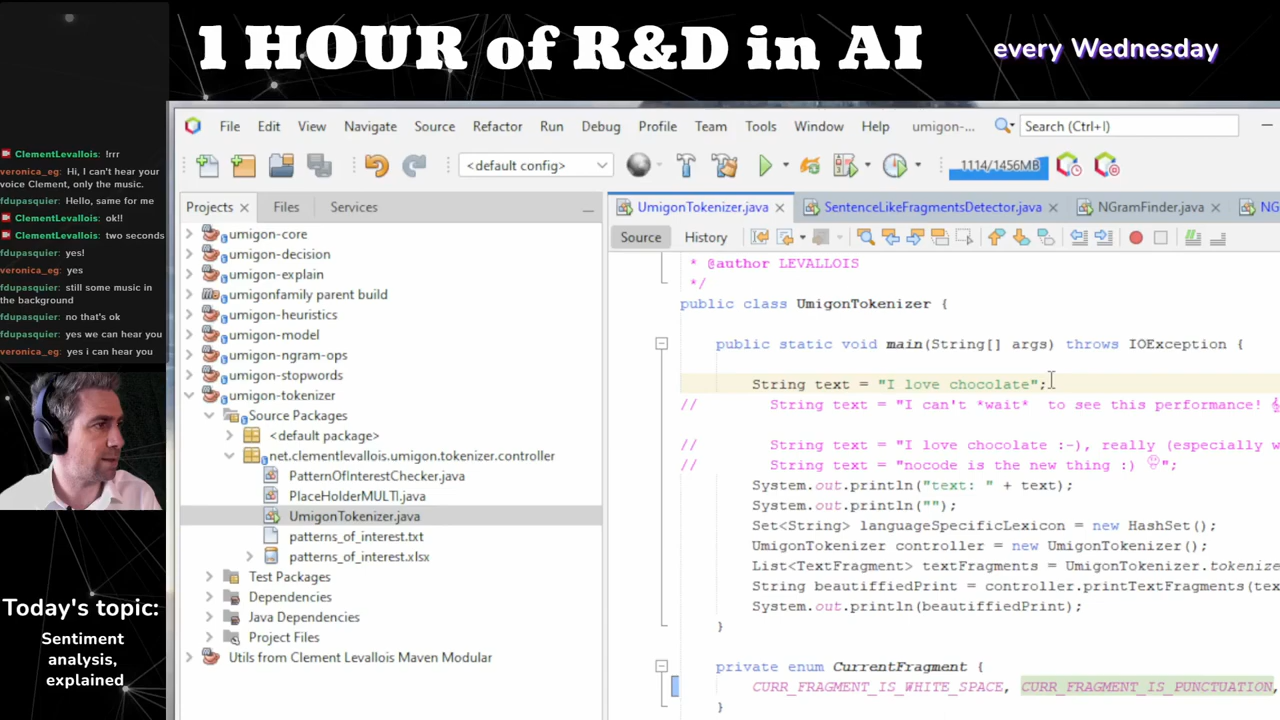 1 HOUR of R&D in AI
every Wednesday
ClementLevallois: !rrr
veronica_eg: Hi, I can't hear your
voice Clement, only the music.
fdupasquier: Hello, same for me
ClementLevallois: ok!!
ClementLevallois: two seconds
fdupasquier: yes!
veronica_eg: yes
fdupasquier: still some music in
the background
fdupasquier: no that's ok
fdupasquier: yes we can hear you
veronica_eg: yes i can hear you
Today's topic:
Sentiment
analysis,
explained
File Edit View Navigate Source Refactor Run Debug Profile Team Tools Window Help umigon-... Search (Ctrl+I)
<default config> 1114/1456MB
Projects Files Services
umigon-core
umigon-decision
umigon-explain
umigonfamily parent build
umigon-heuristics
umigon-model
umigon-ngram-ops
umigon-stopwords
umigon-tokenizer
Source Packages
<default package>
net.clementlevallois.umigon.tokenizer.controller
PatternOfInterestChecker.java
PlaceHolderMULTI.java
UmigonTokenizer.java
patterns_of_interest.txt
patterns_of_interest.xlsx
Test Packages
Dependencies
Java Dependencies
Project Files
Utils from Clement Levallois Maven Modular
UmigonTokenizer.java SentenceLikeFragmentsDetector.java NGramFinder.java NG
Source History
* @author LEVALLOIS
*/
public class UmigonTokenizer {
public static void main(String[] args) throws IOException {
String text = "I love chocolate";
// String text = "I can't *wait*  to see this performance!
// String text = "I love chocolate :-), really (especially w
// String text = "nocode is the new thing :) 💀";
System.out.println("text: " + text);
System.out.println("");
Set<String> languageSpecificLexicon = new HashSet();
UmigonTokenizer controller = new UmigonTokenizer();
List<TextFragment> textFragments = UmigonTokenizer.tokenize
String beautiffiedPrint = controller.printTextFragments(tex
System.out.println(beautiffiedPrint);
}
private enum CurrentFragment {
CURR_FRAGMENT_IS_WHITE_SPACE, CURR_FRAGMENT_IS_PUNCTUATION,
}